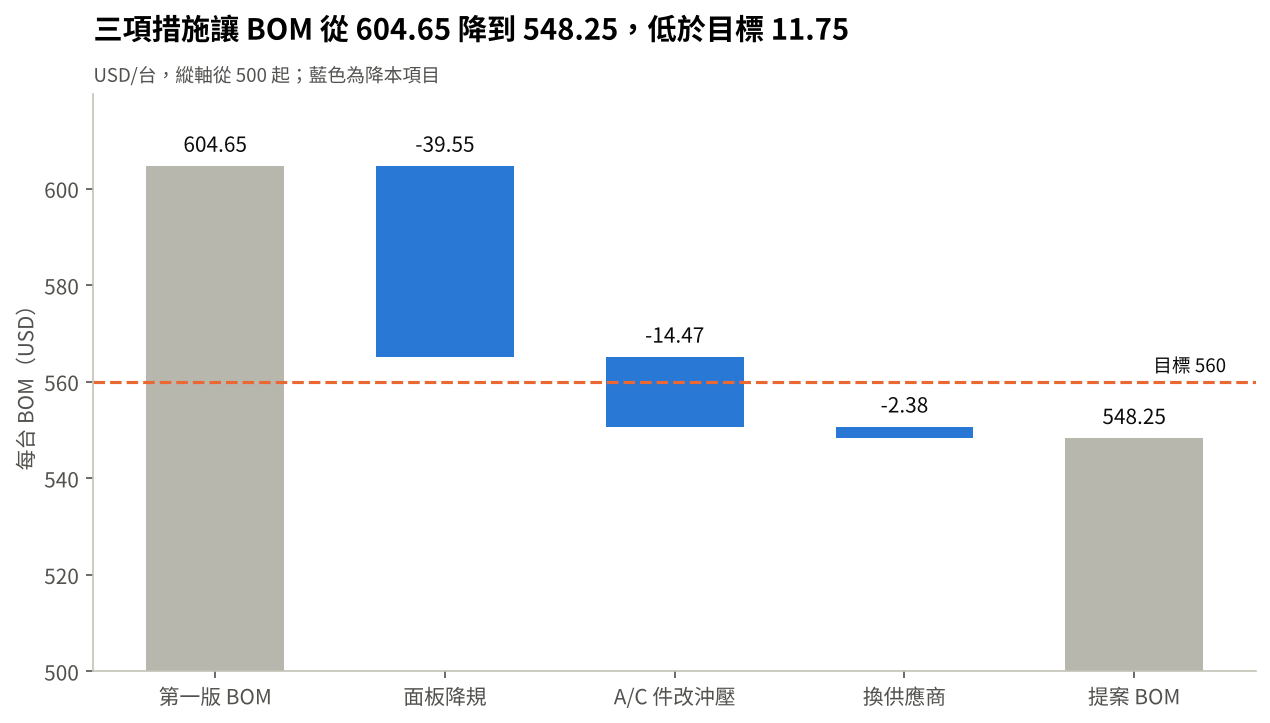 三項措施讓 BOM 從 604.65 降到 548.25，低於目標 11.75
USD/台，縱軸從 500 起；藍色為降本項目
每台 BOM（USD）
600
580
560
540
520
500
604.65
-39.55
-14.47
-2.38
548.25
目標 560
第一版 BOM
面板降規
A/C 件改沖壓
換供應商
提案 BOM